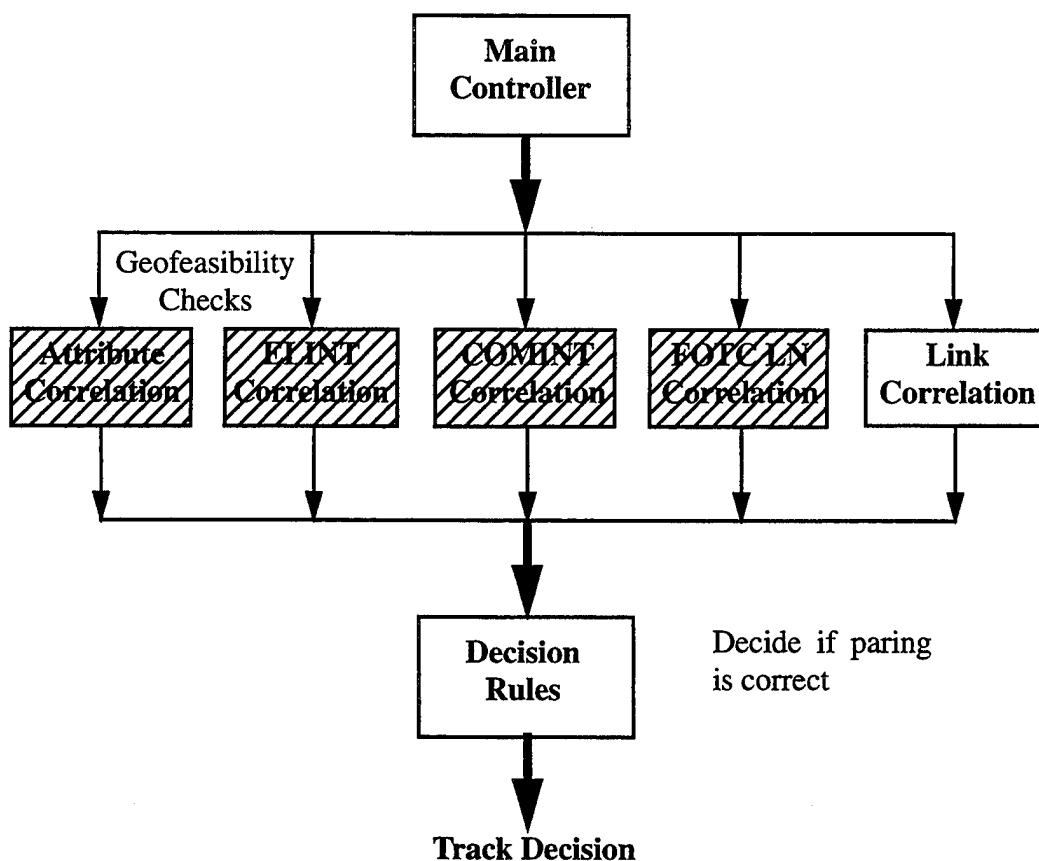 Main
Controller
Geofeasibility
Checks
Attribute
Correlation
ELINT
Correlation
COMINT
Correlation
FOTC LN
Correlation
Link
Correlation
Decision
Rules
Decide if paring
is correct
Track Decision